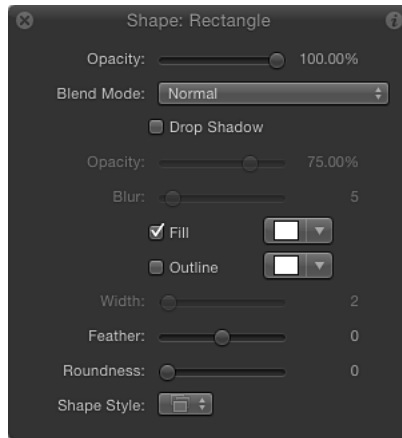 Shape: Rectangle
Opacity: 100.00%
Blend Mode: Normal
Drop Shadow
Opacity: 75.00%
Blur: 5
Fill
Outline
Width: 2
Feather: 0
Roundness: 0
Shape Style: